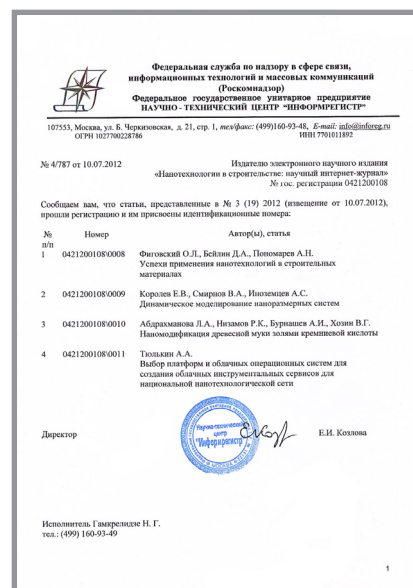 Федеральная служба по надзору в сфере связи,
информационных технологий и массовых коммуникаций
(Роскомнадзор)
Федеральное государственное унитарное предприятие
НАУЧНО - ТЕХНИЧЕСКИЙ ЦЕНТР "ИНФОРМРЕГИСТР"
107553, Москва, ул. Б. Черкизовская, д. 21, стр. 1, тел/факс: (499)160-93-48, E-mail: info@inforeg.ru
ОГРН 1027700228786 ИНН 7701011892
№ 4/787 от 10.07.2012 Издателю электронного научного издания
«Нанотехнологии в строительстве: научный интернет-журнал»
№ гос. регистрации 0421200108
Сообщаем вам, что статьи, представленные в № 3 (19) 2012 (извещение от 10.07.2012),
прошли регистрацию и им присвоены идентификационные номера:
№ Номер Автор(ы), статья
п/п
1 0421200108\0008 Фиговский О.Л., Бейлин Д.А., Пономарев А.Н.
Успехи применения нанотехнологий в строительных
материалах
2 0421200108\0009 Королев Е.В., Смирнов В.А., Иноземцев А.С.
Динамическое моделирование наноразмерных систем
3 0421200108\0010 Абдрахманова Л.А., Низамов Р.К., Бурнашев А.И., Хозин В.Г.
Наномодификация древесной муки золями кремниевой кислоты
4 0421200108\0011 Тюлькин А.А.
Выбор платформ и облачных операционных систем для
создания облачных инструментальных сервисов для
национальной нанотехнологической сети
Научно-технический
центр
"Информрегистр"
Директор Е.И. Козлова
Исполнитель Гамкрелидзе Н. Г.
тел.: (499) 160-93-49
1